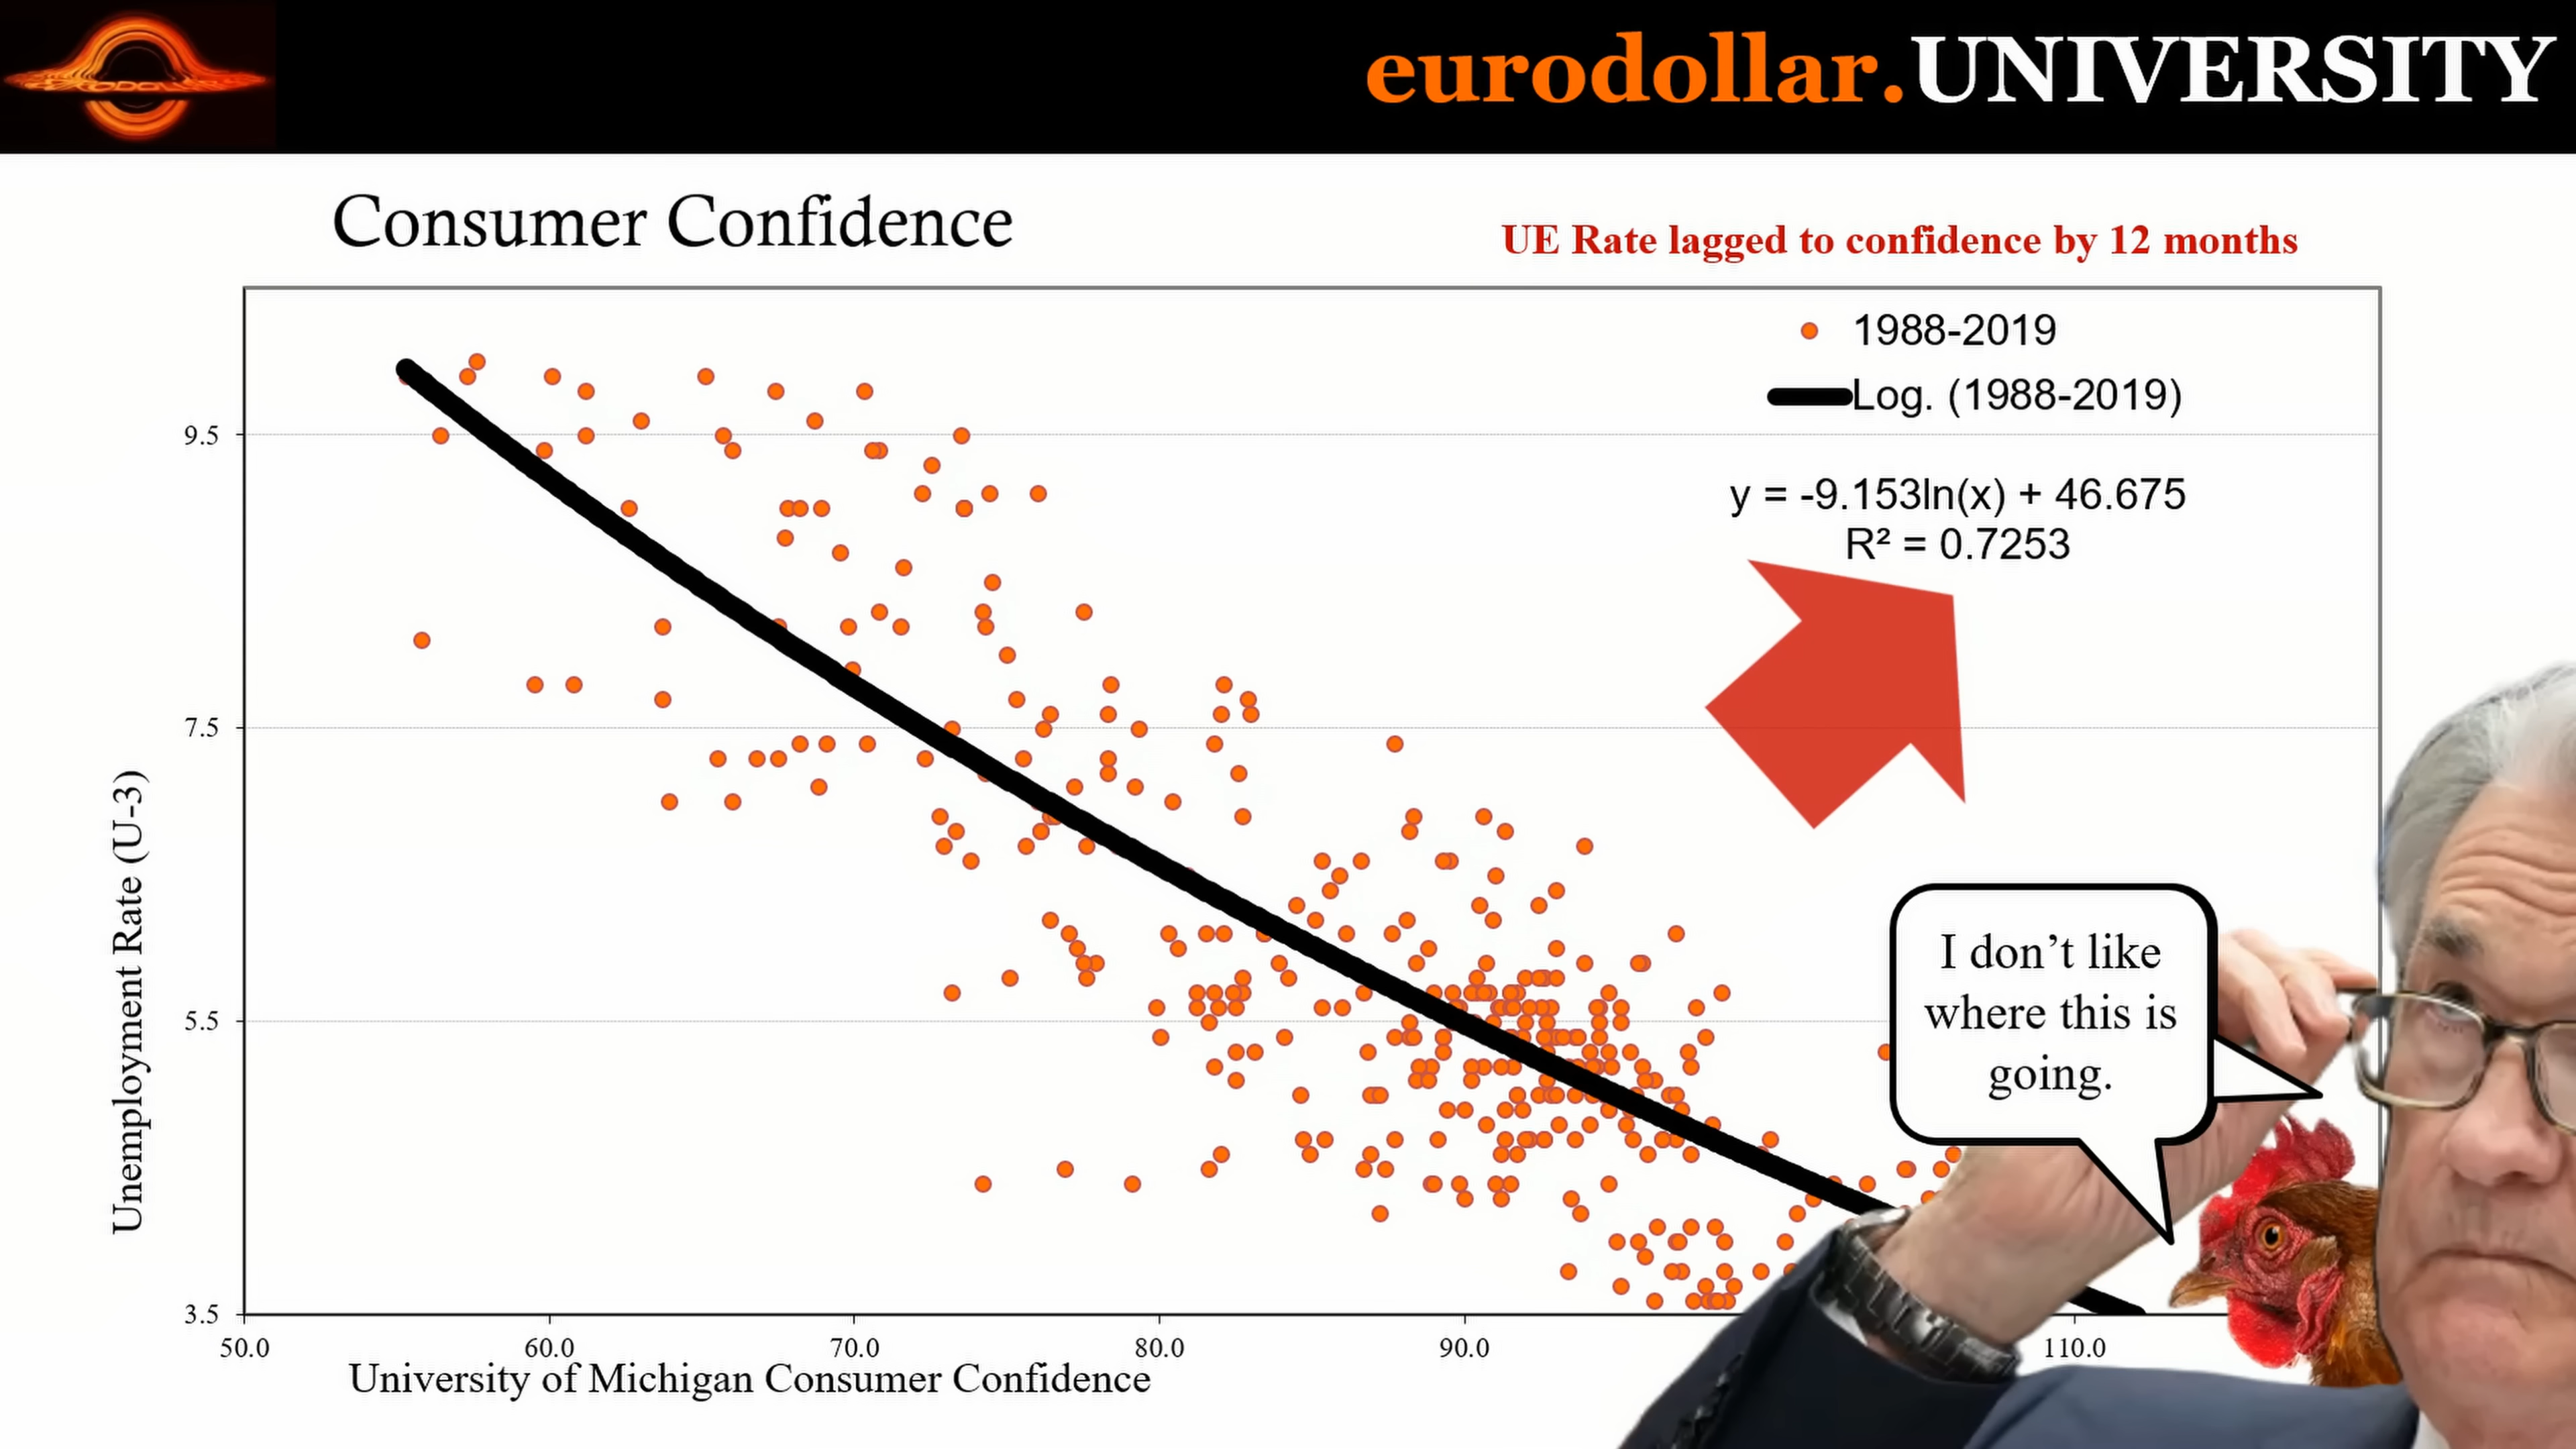 eurodollar.UNIVERSITY
Consumer Confidence
UE Rate lagged to confidence by 12 months
1988-2019
Log. (1988-2019)
y = -9.153ln(x) + 46.675
R² = 0.7253
9.5
7.5
5.5
3.5
Unemployment Rate (U-3)
I don’t like
where this is
going.
50.0
60.0
70.0
80.0
90.0
110.0
University of Michigan Consumer Confidence